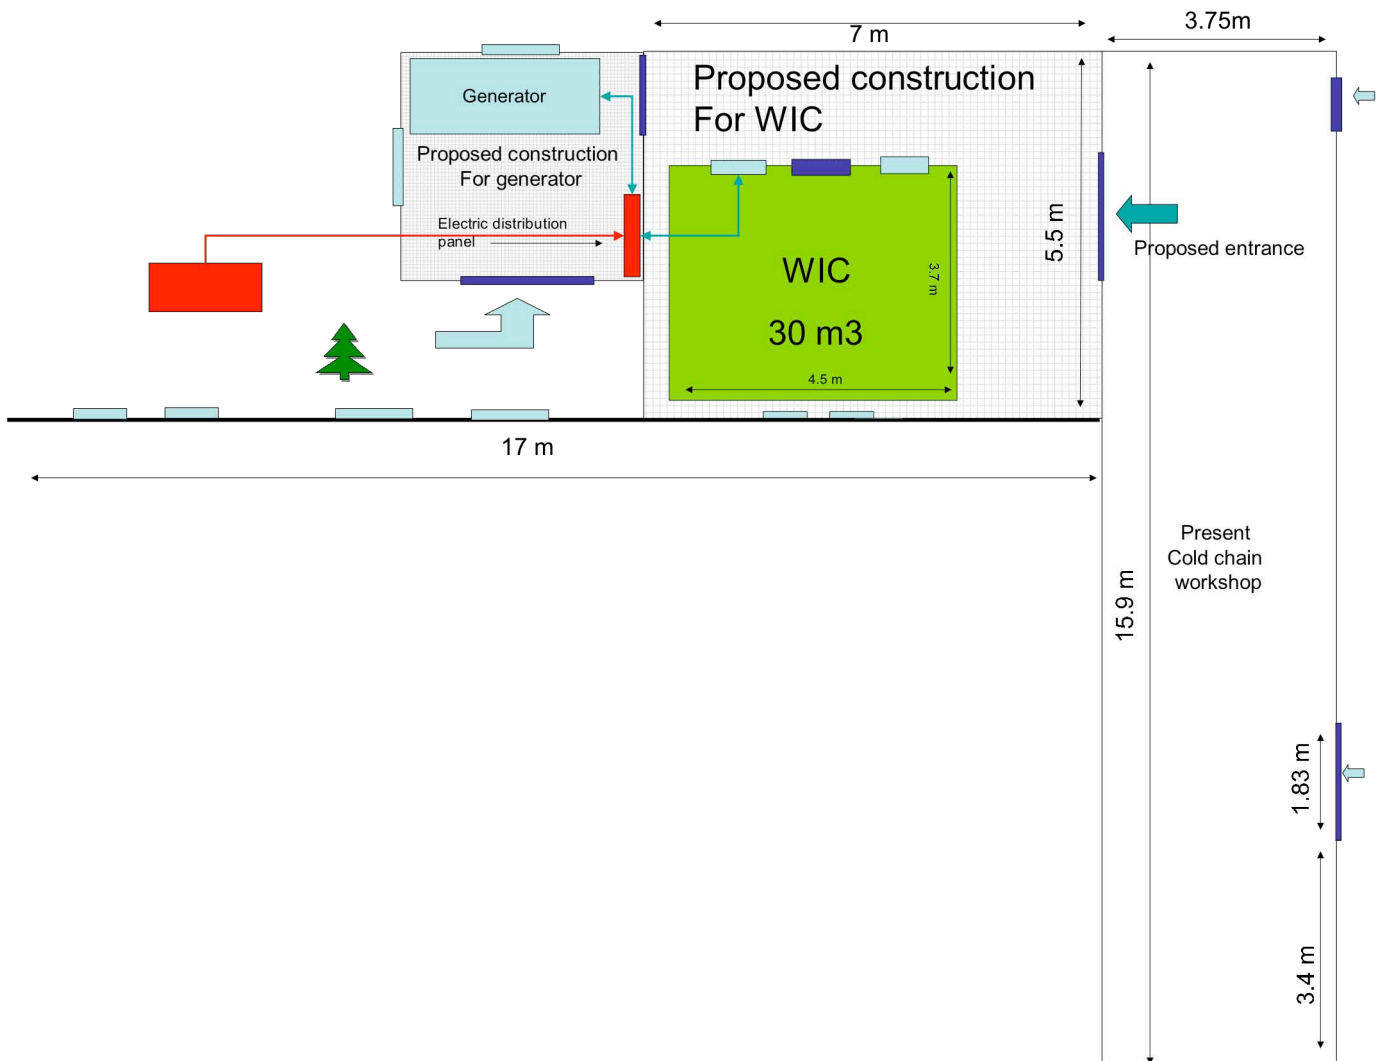 7 m
3.75m
Proposed construction
For WIC
Generator
Proposed construction
For generator
Electric distribution
panel
5.5 m
Proposed entrance
WIC
3.7 m
30 m3
4.5 m
17 m
Present
Cold chain
workshop
15.9 m
1.83 m
3.4 m